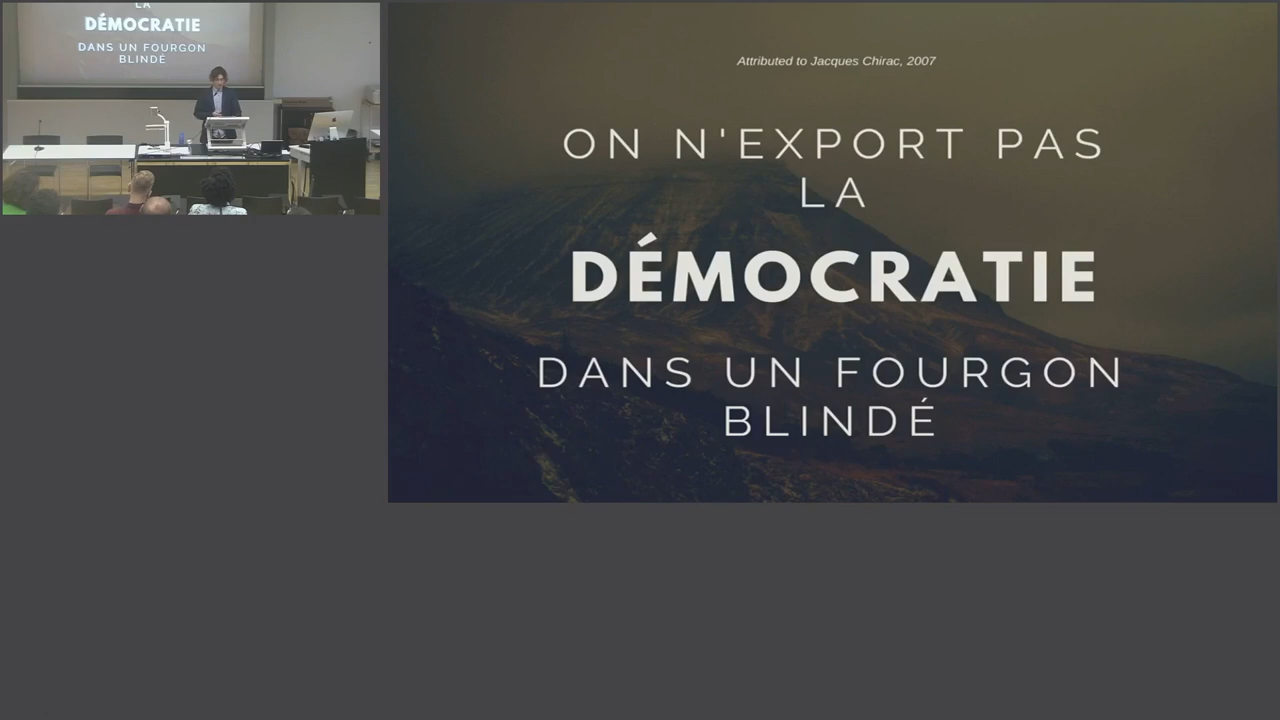 LA
DÉMOCRATIE
DANS UN FOURGON
BLINDÉ
Attributed to Jacques Chirac, 2007
ON N'EXPORT PAS
LA
DÉMOCRATIE
DANS UN FOURGON
BLINDÉ